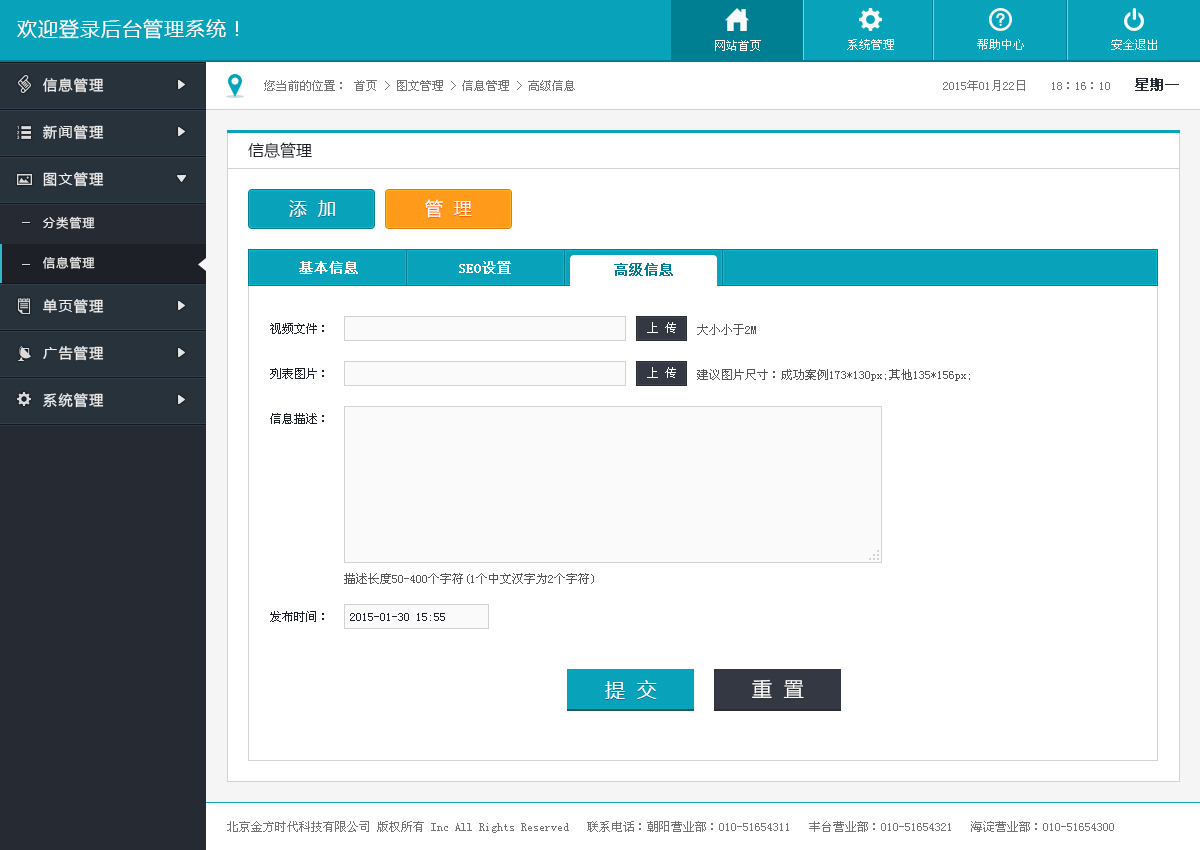 欢迎登录后台管理系统！
网站首页
系统管理
帮助中心
安全退出
信息管理
新闻管理
图文管理
分类管理
信息管理
单页管理
广告管理
系统管理
您当前的位置： 首页 > 图文管理 > 信息管理 > 高级信息
2015年01月22日 18：16：10 星期一
信息管理
添 加
管 理
基本信息
SEO设置
高级信息
视频文件： 上 传 大小小于2M
列表图片： 上 传 建议图片尺寸：成功案例173*130px;其他135*156px;
信息描述：
描述长度50-400个字符(1个中文汉字为2个字符)
发布时间： 2015-01-30 15:55
提 交
重 置
北京金方时代科技有限公司 版权所有 Inc All Rights Reserved 联系电话：朝阳营业部：010-51654311 丰台营业部：010-51654321 海淀营业部：010-51654300